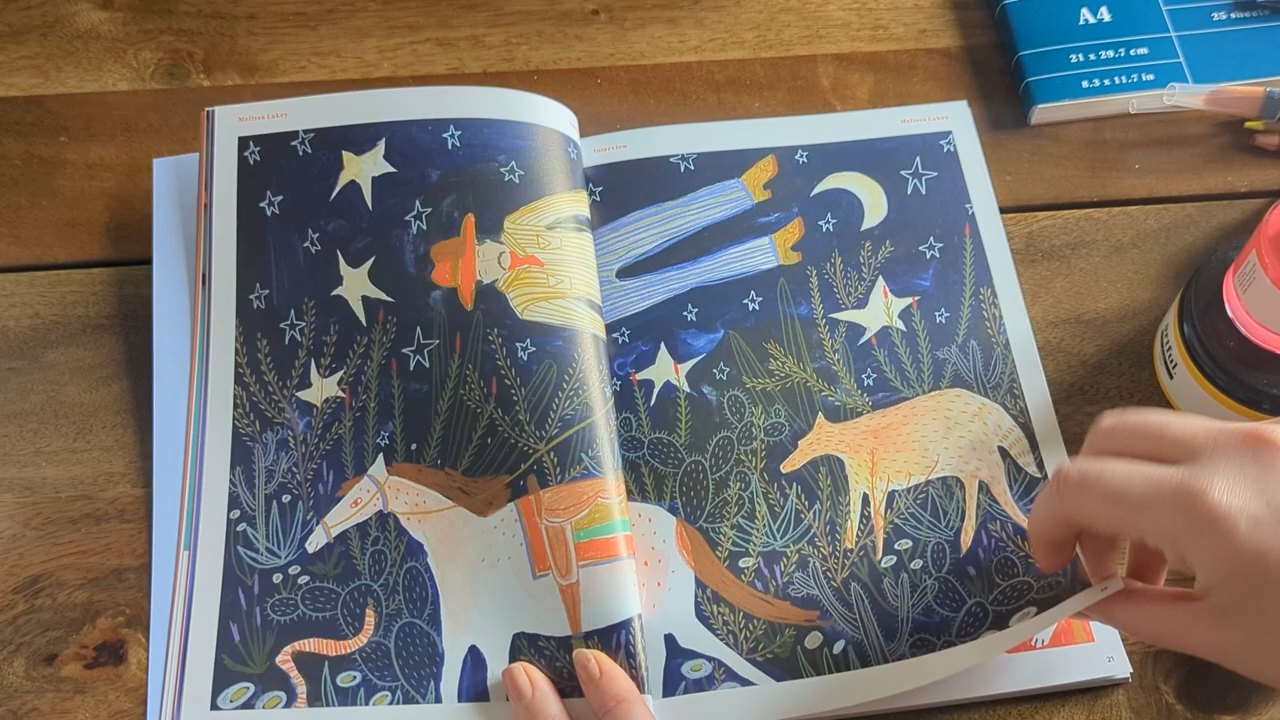 Melissa Lakey
Interview
Melissa Lakey
21
A4
25 sheets
21 x 29.7 cm
8.3 x 11.7 in